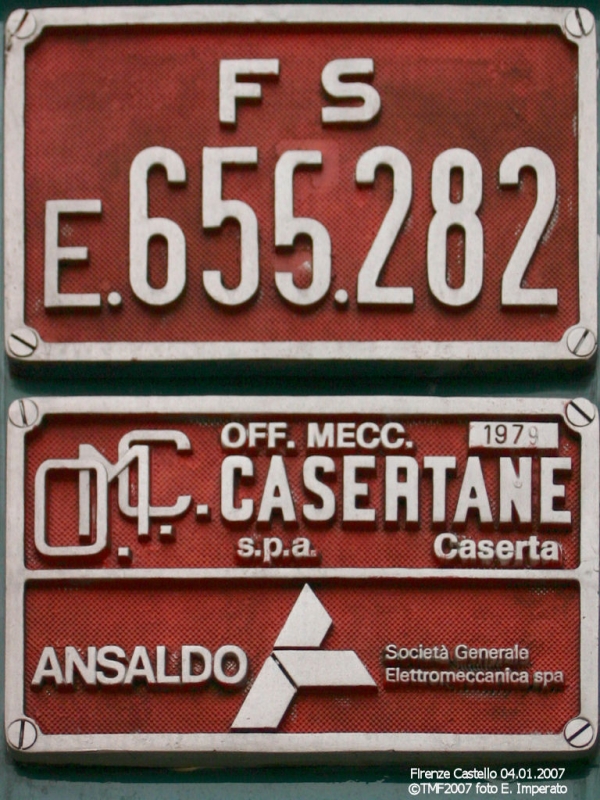 F S
E.655.282
OFF. MECC. 1979
O.M.C. CASERTANE
s.p.a. Caserta
ANSALDO
Società Generale
Elettromeccanica spa
Firenze Castello 04.01.2007
©TMF2007 foto E. Imperato